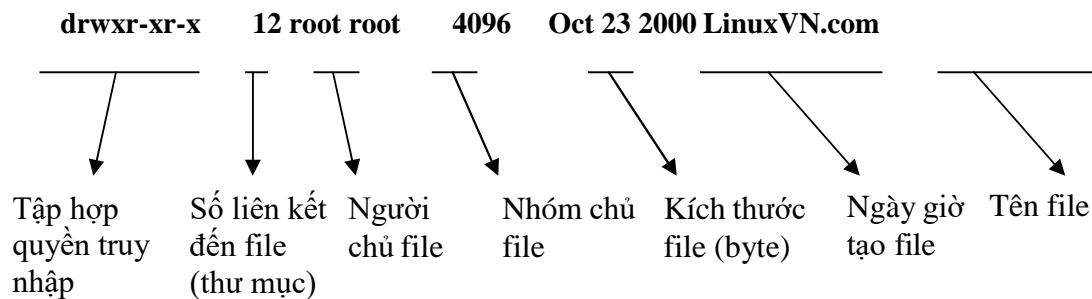 drwxr-xr-x 12 root root 4096 Oct 23 2000 LinuxVN.com
Tập hợp
quyền truy
nhập
Số liên kết
đến file
(thư mục)
Người
chủ file
Nhóm chủ
file
Kích thước
file (byte)
Ngày giờ
tạo file
Tên file